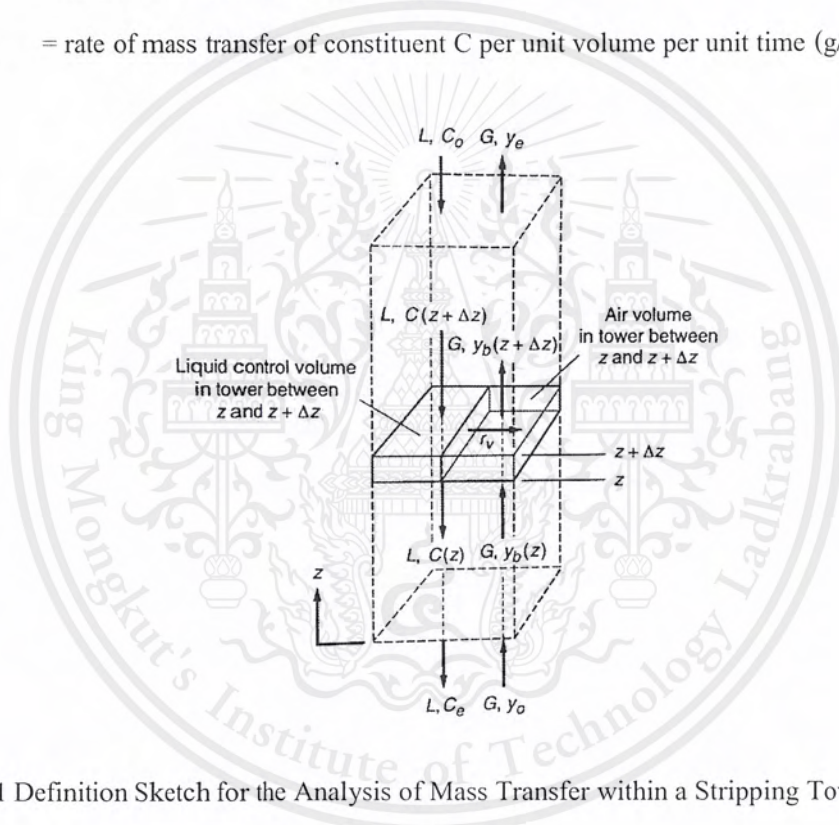 = rate of mass transfer of constituent C per unit volume per unit time (g
L, Cₒ G, yₑ
L, C(z + Δz)
G, y_b(z + Δz)
Air volume
in tower between
z and z + Δz
Liquid control volume
in tower between
z and z + Δz
r_v
z + Δz
z
L, C(z) G, y_b(z)
z
L, Cₑ G, yₒ
King Mongkut's Institute of Technology Ladkrabang
1 Definition Sketch for the Analysis of Mass Transfer within a Stripping To